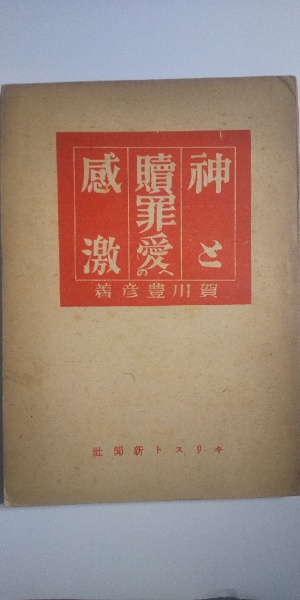 神と
贖罪愛への
感激
賀川豊彦著
キリスト新聞社